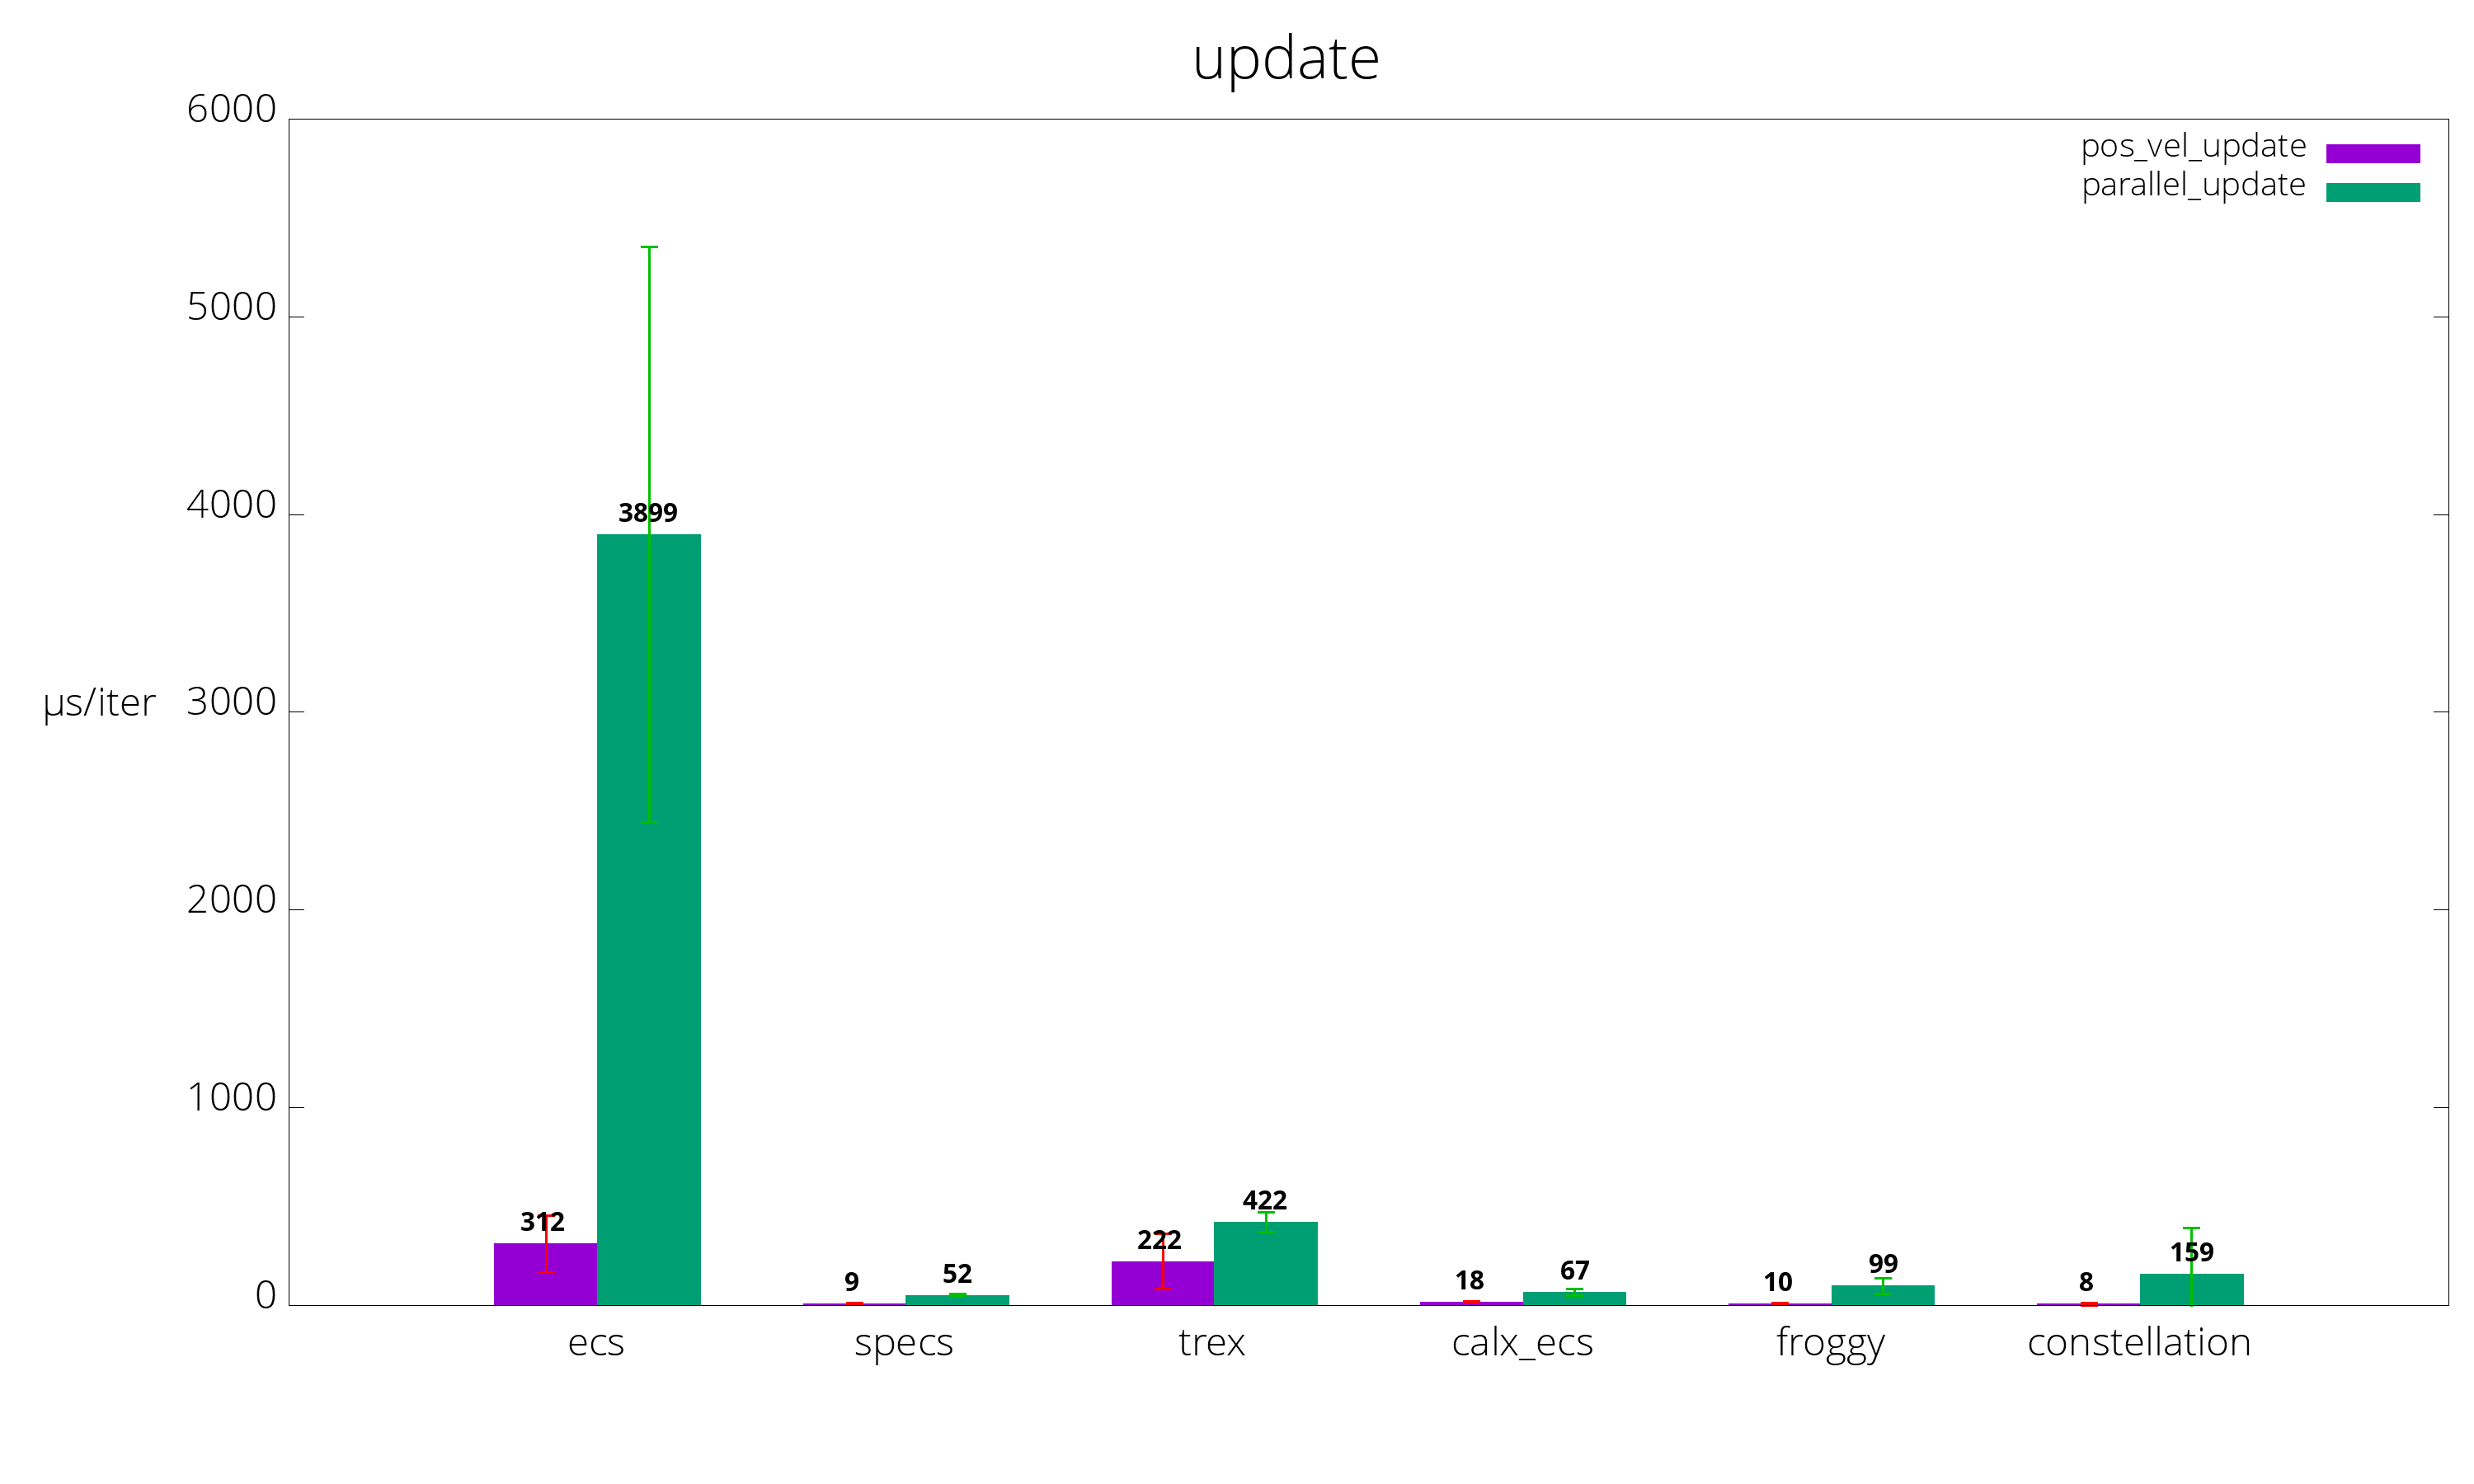 update
6000
5000
4000
3000
2000
1000
0
µs/iter
pos_vel_update
parallel_update
312
3899
9
52
222
422
18
67
10
99
8
159
ecs
specs
trex
calx_ecs
froggy
constellation